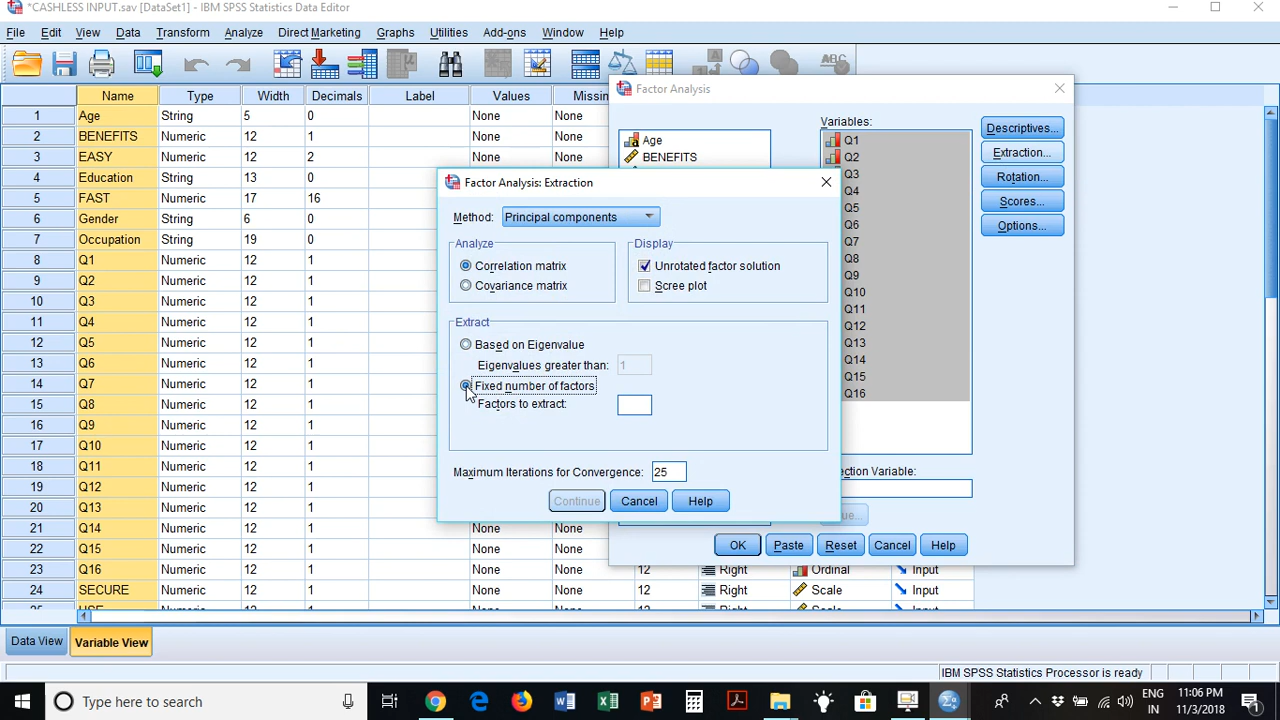 *CASHLESS INPUT.sav [DataSet1] - IBM SPSS Statistics Data Editor
File Edit View Data Transform Analyze Direct Marketing Graphs Utilities Add-ons Window Help
Name Type Width Decimals Label Values Missin
1 Age String 5 0 None None
2 BENEFITS Numeric 12 1 None None
3 EASY Numeric 12 2 None None
4 Education String 13 0
5 FAST Numeric 17 16
6 Gender String 6 0
7 Occupation String 19 0
8 Q1 Numeric 12 1
9 Q2 Numeric 12 1
10 Q3 Numeric 12 1
11 Q4 Numeric 12 1
12 Q5 Numeric 12 1
13 Q6 Numeric 12 1
14 Q7 Numeric 12 1
15 Q8 Numeric 12 1
16 Q9 Numeric 12 1
17 Q10 Numeric 12 1
18 Q11 Numeric 12 1
19 Q12 Numeric 12 1
20 Q13 Numeric 12 1
21 Q14 Numeric 12 1 None None
22 Q15 Numeric 12 1 None None
23 Q16 Numeric 12 1 None None 12 Right Ordinal Input
24 SECURE Numeric 12 1 None None 12 Right Scale Input
Factor Analysis
Variables:
Age
BENEFITS
Q1
Q2
Q3
Q4
Q5
Q6
Q7
Q8
Q9
Q10
Q11
Q12
Q13
Q14
Q15
Q16
Descriptives...
Extraction...
Rotation...
Scores...
Options...
ection Variable:
ue...
OK Paste Reset Cancel Help
Factor Analysis: Extraction
Method: Principal components
Analyze
Correlation matrix
Covariance matrix
Display
Unrotated factor solution
Scree plot
Extract
Based on Eigenvalue
Eigenvalues greater than: 1
Fixed number of factors
Factors to extract:
Maximum Iterations for Convergence: 25
Continue Cancel Help
Data View Variable View
IBM SPSS Statistics Processor is ready
Type here to search
ENG
IN
11:06 PM
11/3/2018
1